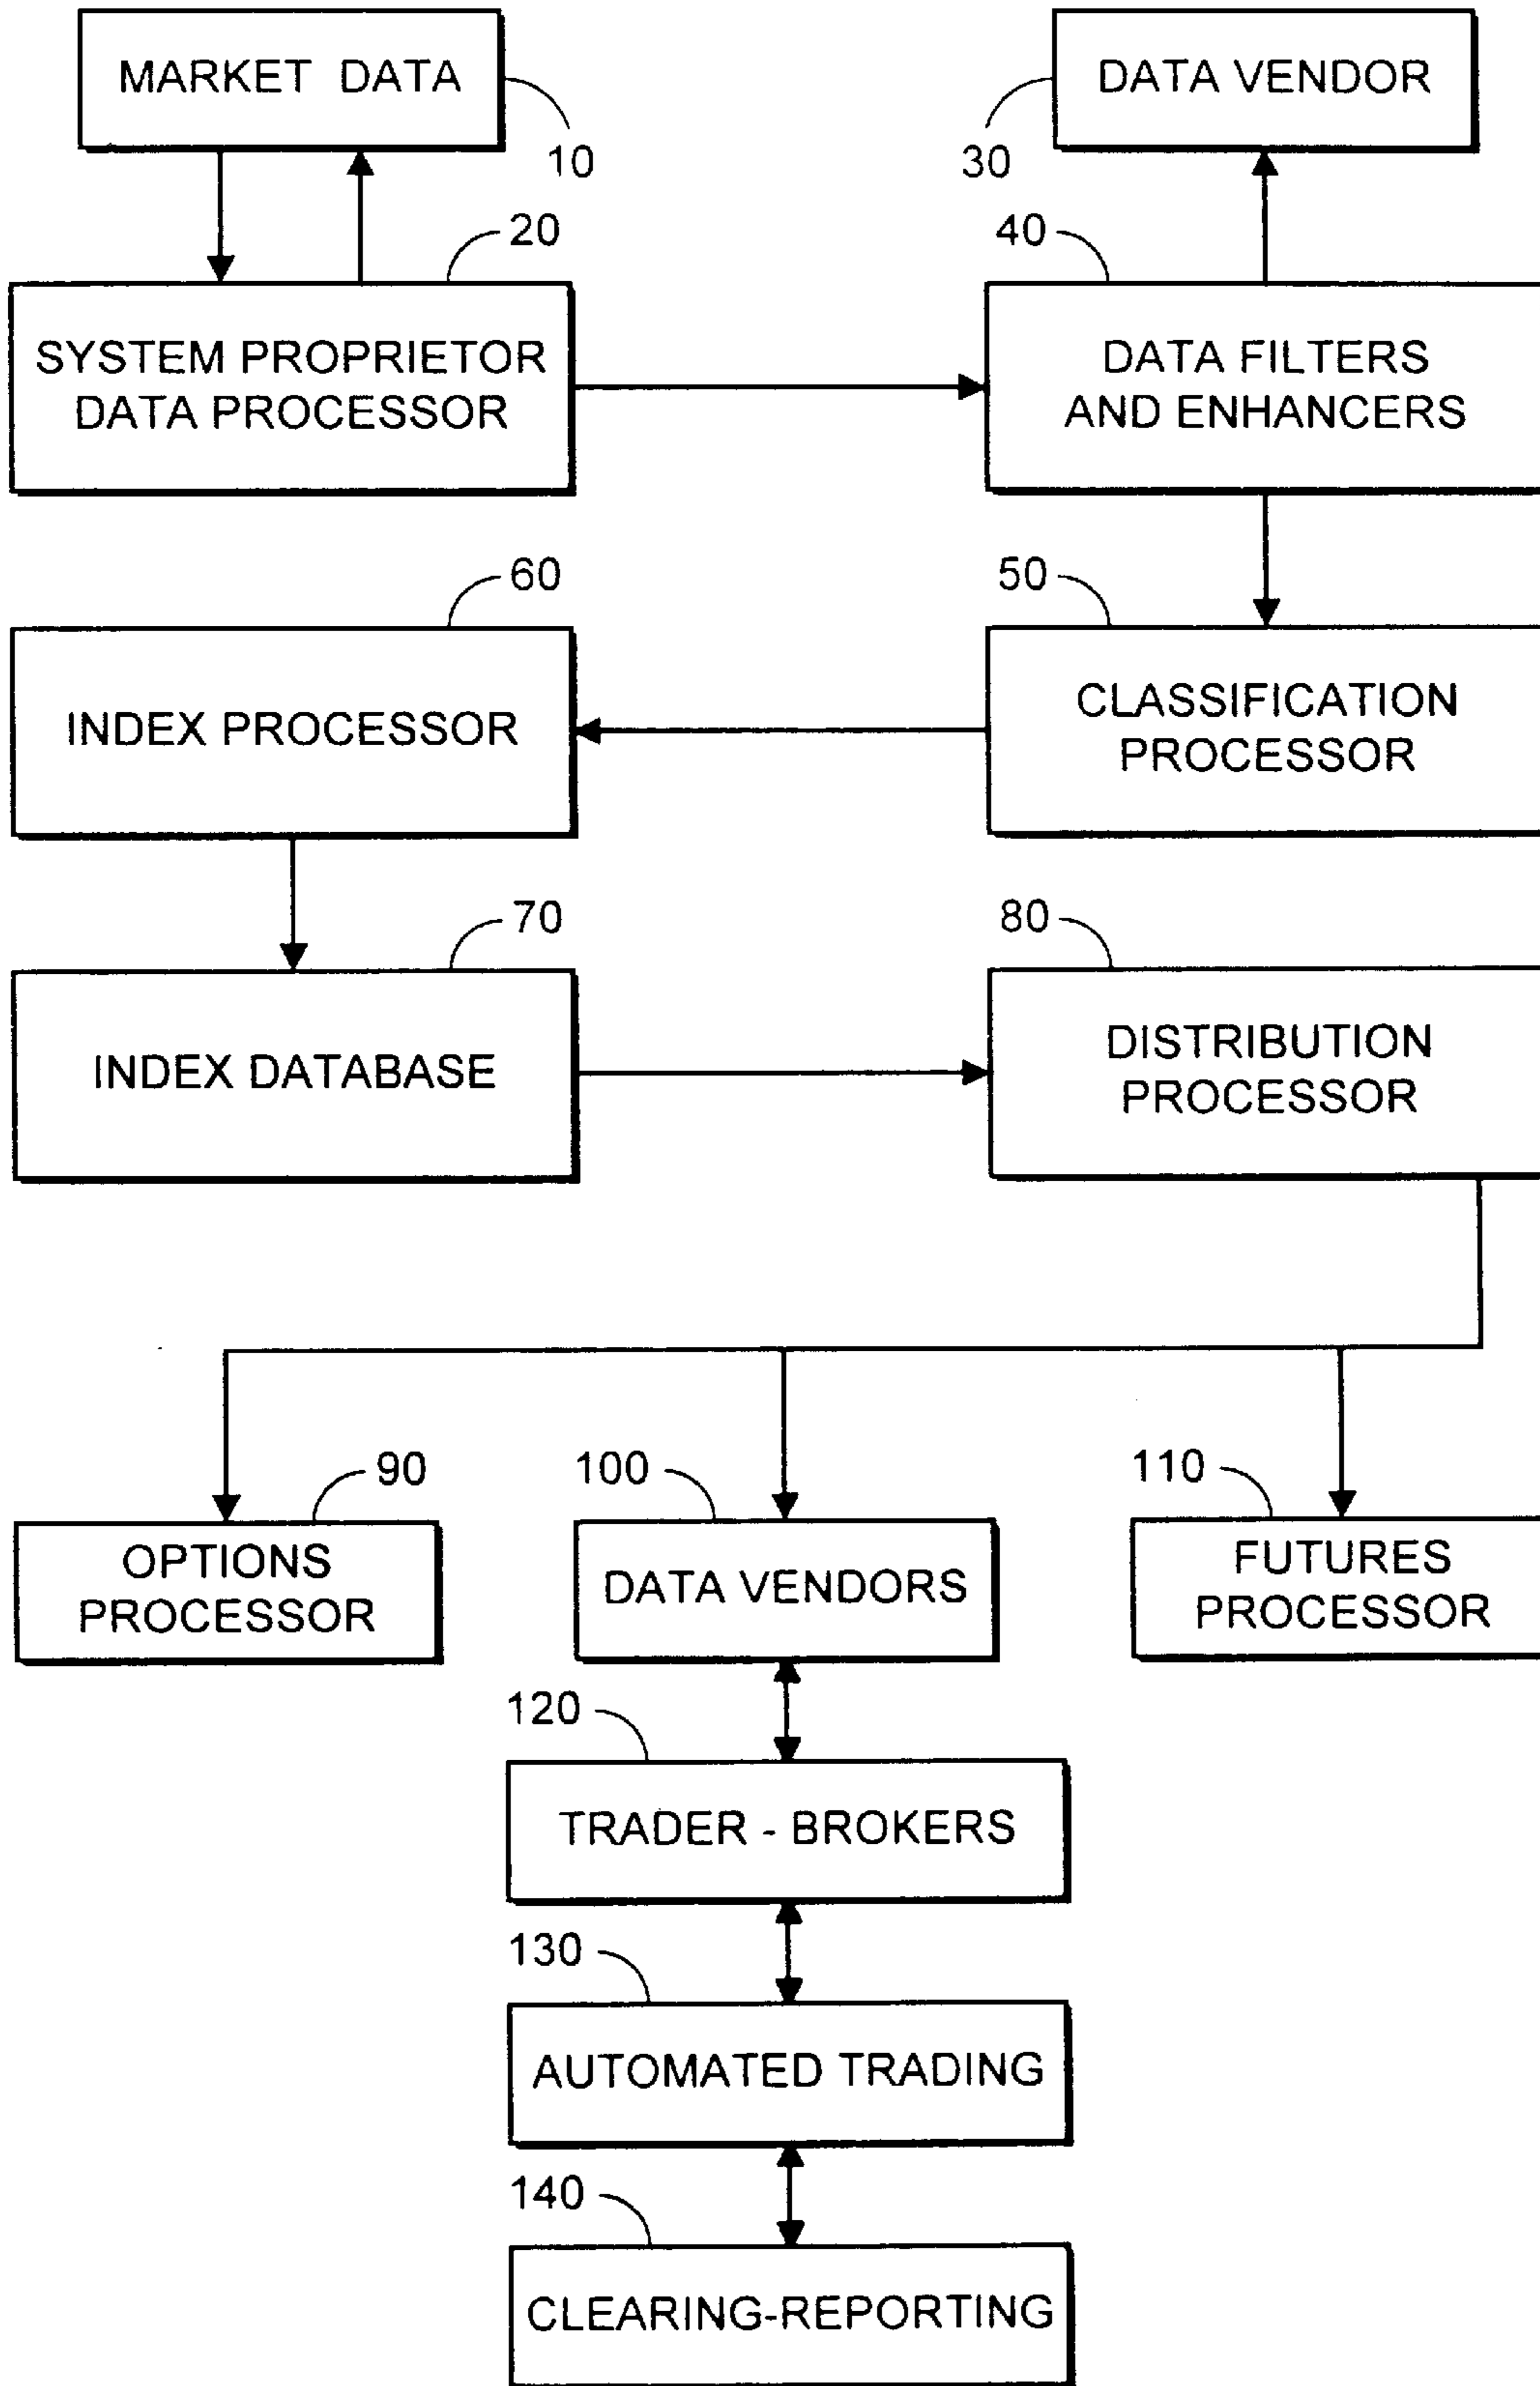 MARKET DATA
10
DATA VENDOR
30
20
SYSTEM PROPRIETOR
DATA PROCESSOR
40
DATA FILTERS
AND ENHANCERS
60
INDEX PROCESSOR
50
CLASSIFICATION
PROCESSOR
70
INDEX DATABASE
80
DISTRIBUTION
PROCESSOR
90
OPTIONS
PROCESSOR
100
DATA VENDORS
110
FUTURES
PROCESSOR
120
TRADER - BROKERS
130
AUTOMATED TRADING
140
CLEARING-REPORTING